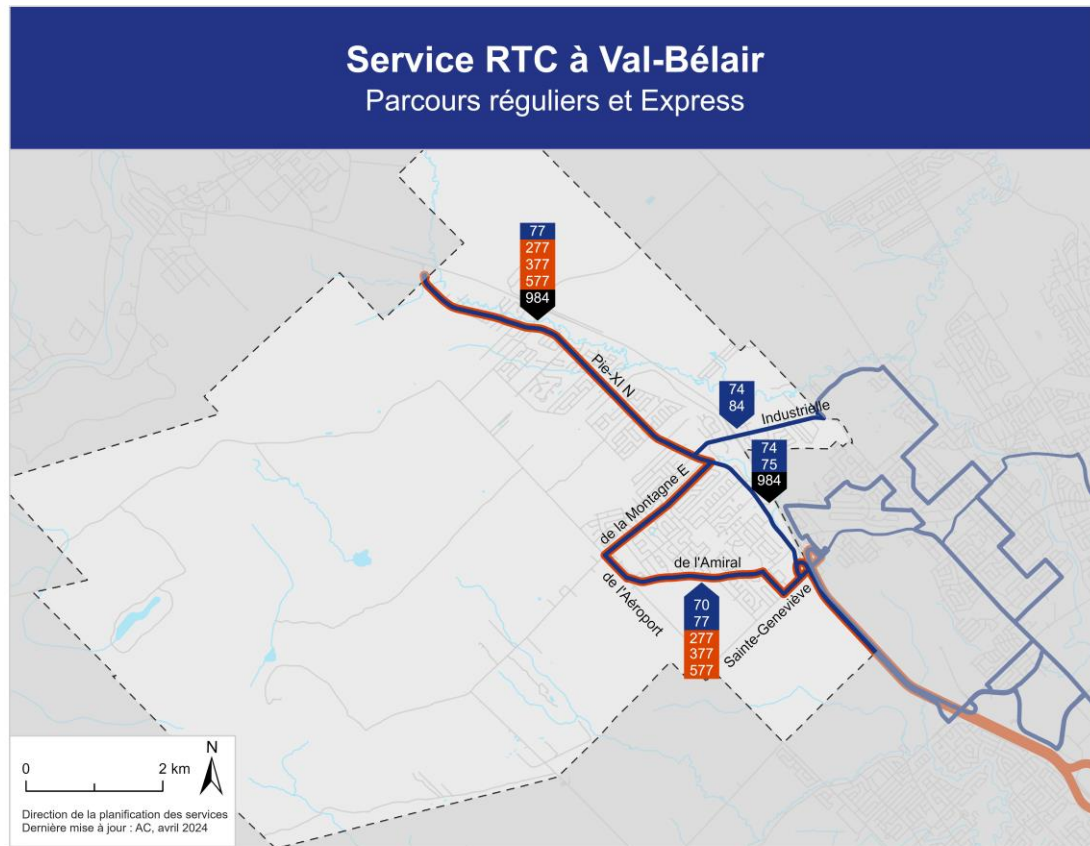 Service RTC à Val-Bélair
Parcours réguliers et Express
77
277
377
577
984
Pie-XI N
74
84
Industrielle
74
75
984
de la Montagne E
de l'Amiral
de l'Aéroport
Sainte-Geneviève
70
77
277
377
577
0 2 km
N
Direction de la planification des services
Dernière mise à jour : AC, avril 2024